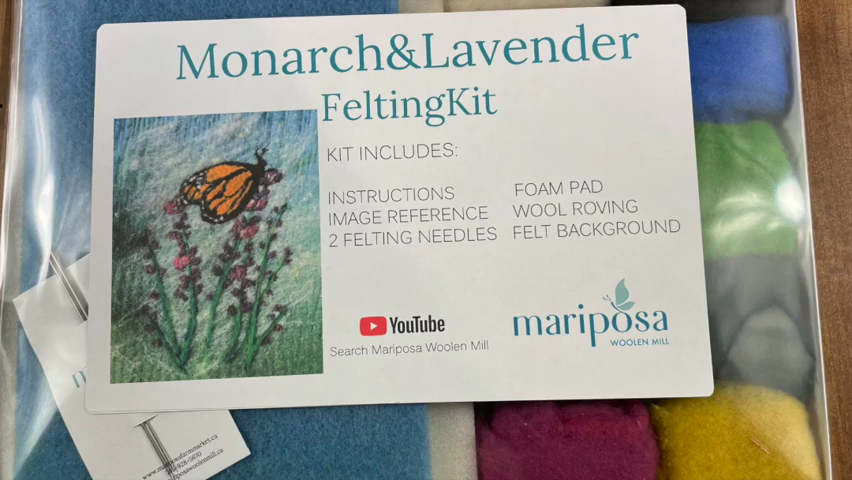 Monarch&Lavender
FeltingKit
KIT INCLUDES:
INSTRUCTIONS
IMAGE REFERENCE
2 FELTING NEEDLES
FOAM PAD
WOOL ROVING
FELT BACKGROUND
YouTube
Search Mariposa Woolen Mill
mariposa
WOOLEN MILL